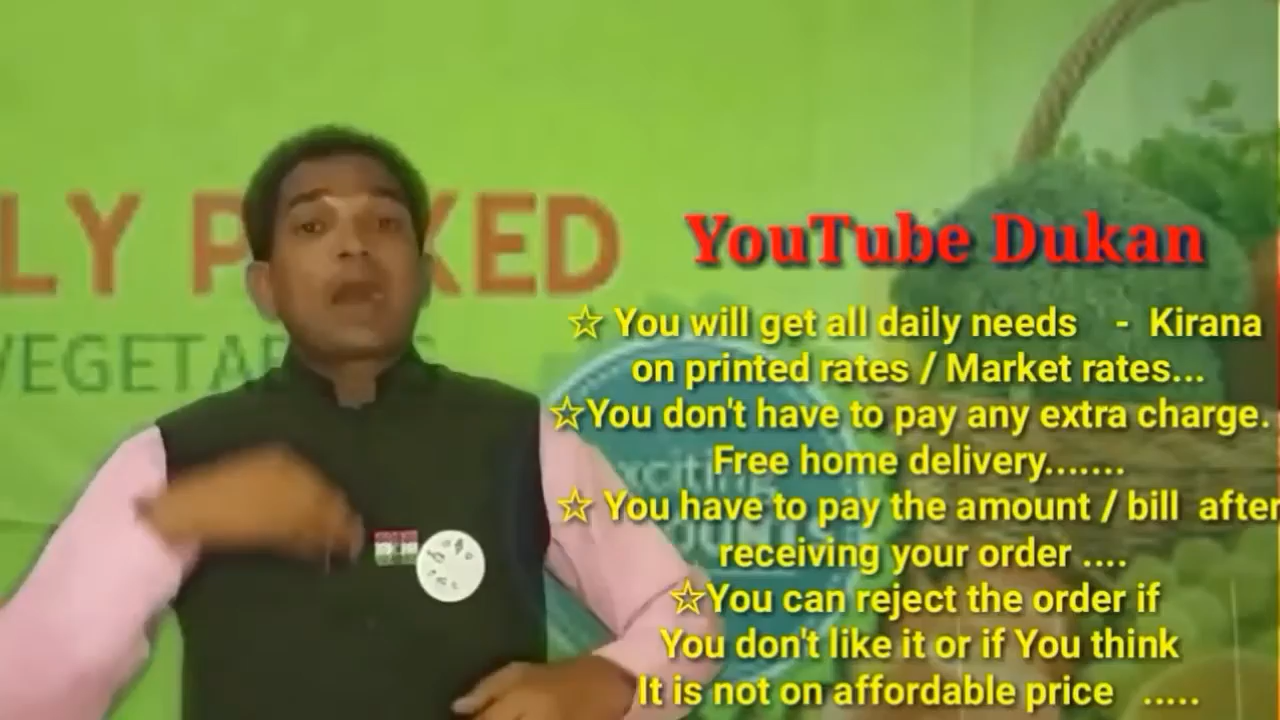 LY P KED
VEGETAB S
YouTube Dukan
☆ You will get all daily needs - Kirana
on printed rates / Market rates...
☆You don't have to pay any extra charge.
Free home delivery.......
☆ You have to pay the amount / bill after
receiving your order ....
☆You can reject the order if
You don't like it or if You think
It is not on affordable price .....
xciting